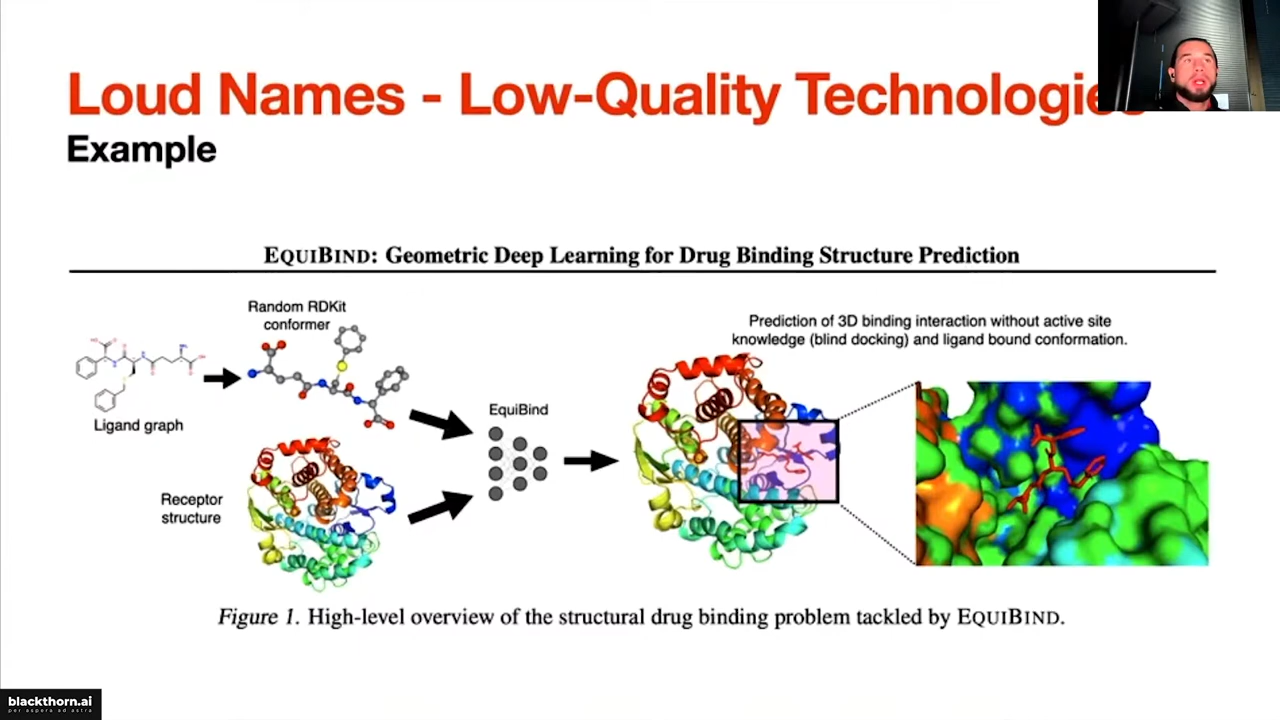 Loud Names - Low-Quality Technologies
Example
EQUIBIND: Geometric Deep Learning for Drug Binding Structure Prediction
Random RDKit
conformer
Prediction of 3D binding interaction without active site
knowledge (blind docking) and ligand bound conformation.
EquiBind
Ligand graph
Receptor
structure
Figure 1. High-level overview of the structural drug binding problem tackled by EQUIBIND.
blackthorn.ai
per aspera ad astra